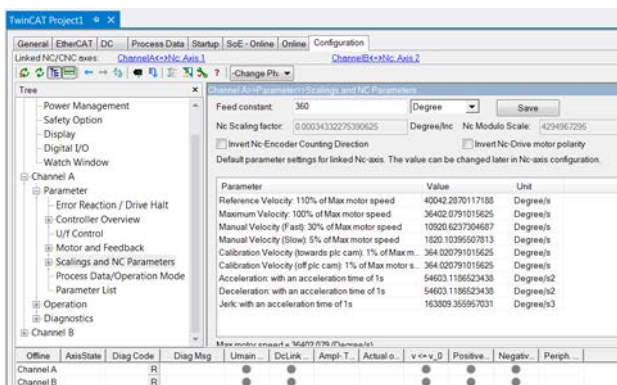 TwinCAT Project1
General EtherCAT DC Process Data Startup SoE - Online Online Configuration
Linked NC/CNC axes: ChannelA<->Nc. Axis 1 ChannelB<->Nc. Axis 2
-Change Ph.
Tree
Power Management
Safety Option
Display
Digital I/O
Watch Window
Channel A
Parameter
Error Reaction / Drive Halt
Controller Overview
U/f Control
Motor and Feedback
Scalings and NC Parameters
Process Data/Operation Mode
Parameter List
Operation
Diagnostics
Channel B
Channel A>>Parameter>>Scalings and NC Parameters
Feed constant: 360 Degree Save
Nc Scaling factor: 0.00034332275390625 Degree/Inc Nc Modulo Scale: 4294967295
Invert Nc-Encoder Counting Direction Invert Nc-Drive motor polarity
Default parameter settings for linked Nc-axis. The value can be changed later in Nc-axis configuration.
Parameter Value Unit
Reference Velocity: 110% of Max motor speed 40042.2870117188 Degree/s
Maximum Velocity: 100% of Max motor speed 36402.0791015625 Degree/s
Manual Velocity (Fast): 30% of Max motor speed 10920.6237304687 Degree/s
Manual Velocity (Slow): 5% of Max motor speed 1820.10395507813 Degree/s
Calibration Velocity (towards plc cam): 1% of Max m... 364.020791015625 Degree/s
Calibration Velocity (off plc cam): 1% of Max motor s... 364.020791015625 Degree/s
Acceleration: with an acceleration time of 1s 54603.1186523438 Degree/s2
Deceleration: with an acceleration time of 1s 54603.1186523438 Degree/s2
Jerk: with an acceleration time of 1s 163809.355957031 Degree/s3
Max motor speed = 36402.079 (Degree/s)
Offline AxisState Diag Code Diag Msg Umain... DcLink... Ampl-T... Actual o... v <= v_0 Positive... Negativ... Periph...
Channel A R
Channel B R